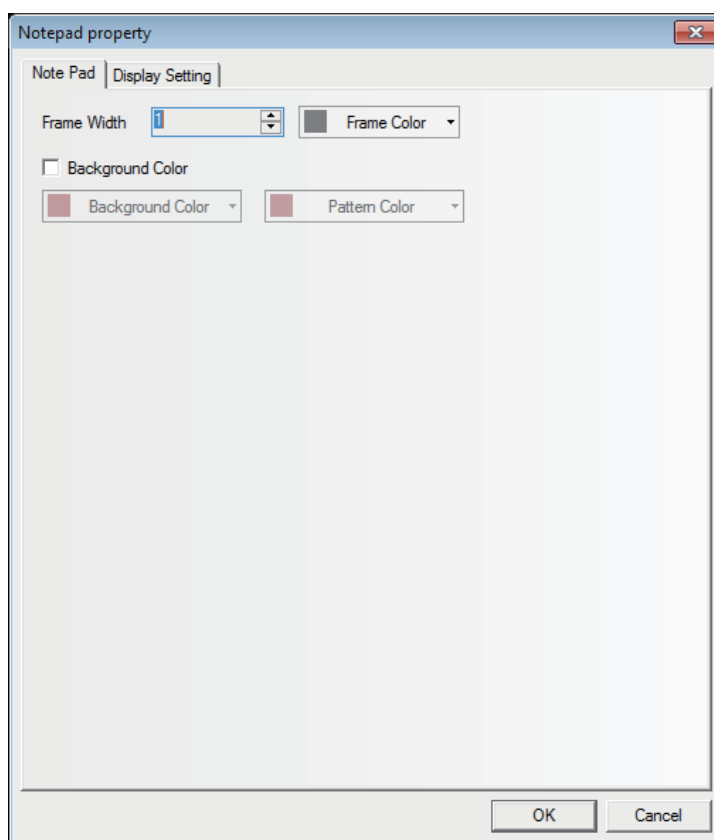 Notepad property
Note Pad Display Setting
Frame Width 1 Frame Color
Background Color
Background Color Pattern Color
OK Cancel